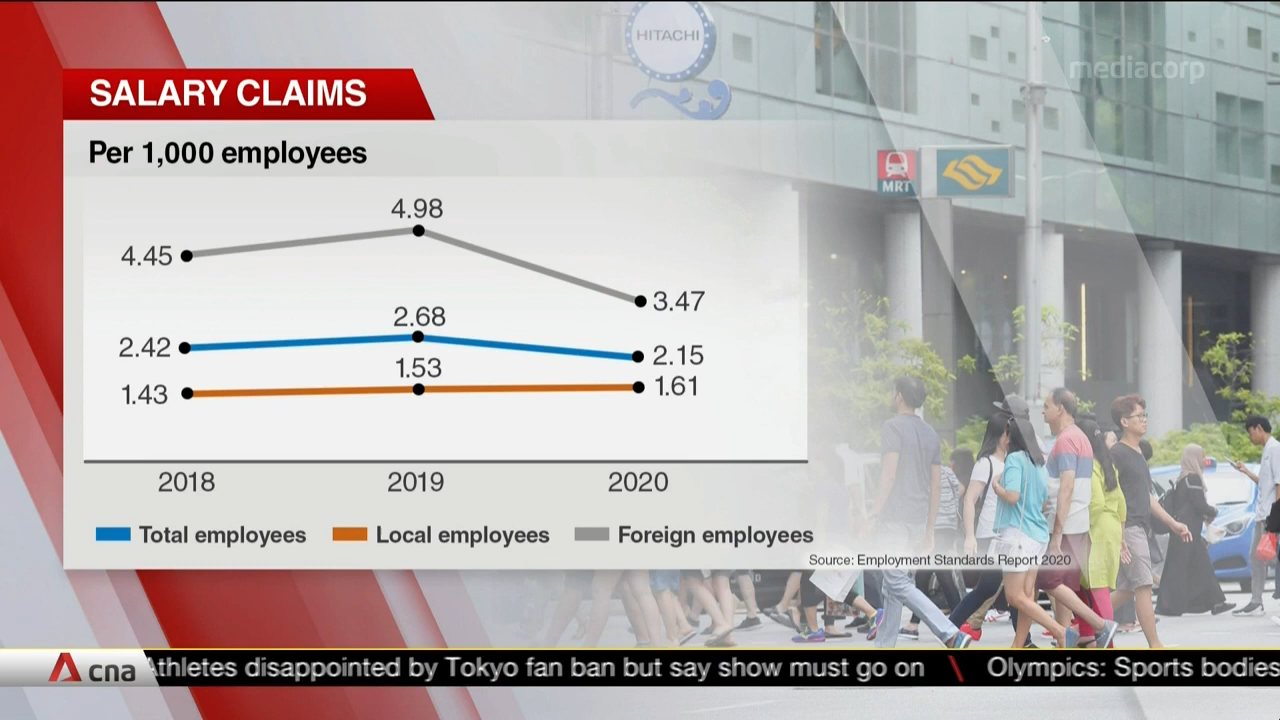 HITACHI
mediacorp
SALARY CLAIMS
Per 1,000 employees
MRT
4.98
4.45
3.47
2.68
2.42
2.15
1.53
1.43
1.61
2018 2019 2020
Total employees Local employees Foreign employees
Source: Employment Standards Report 2020
cna Athletes disappointed by Tokyo fan ban but say show must go on \ Olympics: Sports bodies